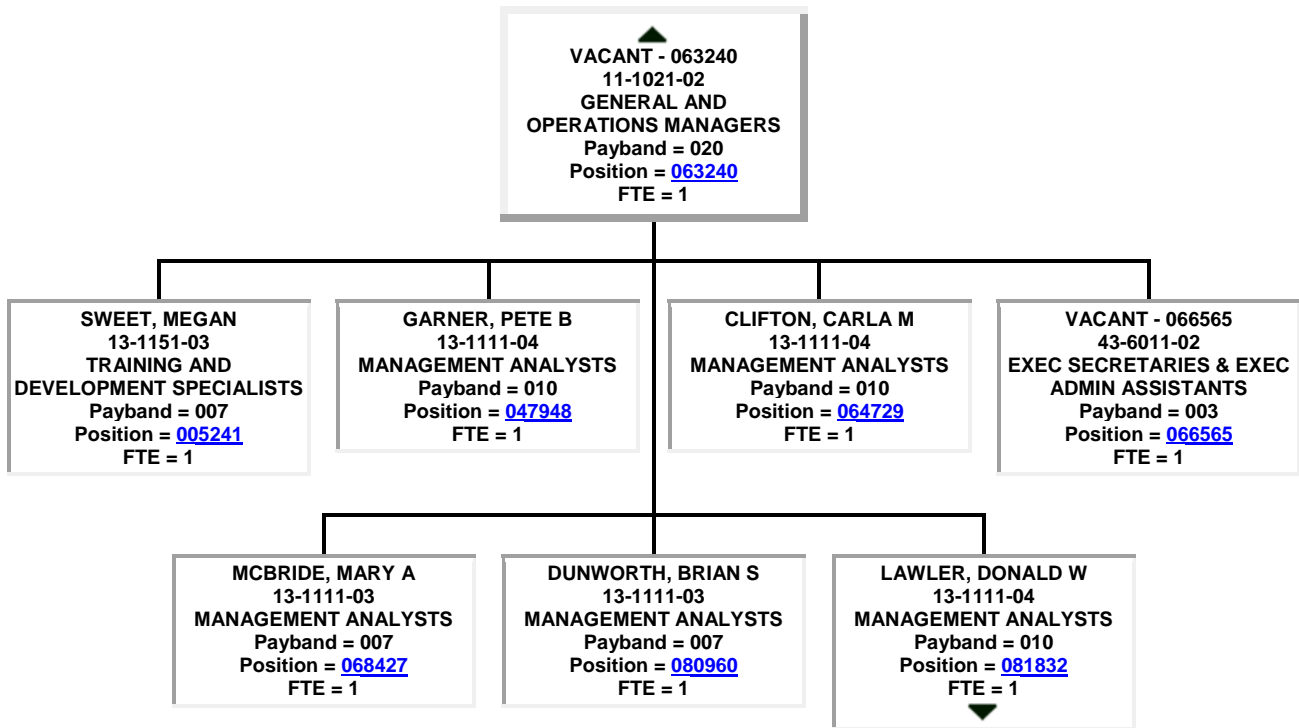 VACANT - 063240
11-1021-02
GENERAL AND
OPERATIONS MANAGERS
Payband = 020
Position = 063240
FTE = 1
SWEET, MEGAN
13-1151-03
TRAINING AND
DEVELOPMENT SPECIALISTS
Payband = 007
Position = 005241
FTE = 1
GARNER, PETE B
13-1111-04
MANAGEMENT ANALYSTS
Payband = 010
Position = 047948
FTE = 1
CLIFTON, CARLA M
13-1111-04
MANAGEMENT ANALYSTS
Payband = 010
Position = 064729
FTE = 1
VACANT - 066565
43-6011-02
EXEC SECRETARIES & EXEC
ADMIN ASSISTANTS
Payband = 003
Position = 066565
FTE = 1
MCBRIDE, MARY A
13-1111-03
MANAGEMENT ANALYSTS
Payband = 007
Position = 068427
FTE = 1
DUNWORTH, BRIAN S
13-1111-03
MANAGEMENT ANALYSTS
Payband = 007
Position = 080960
FTE = 1
LAWLER, DONALD W
13-1111-04
MANAGEMENT ANALYSTS
Payband = 010
Position = 081832
FTE = 1